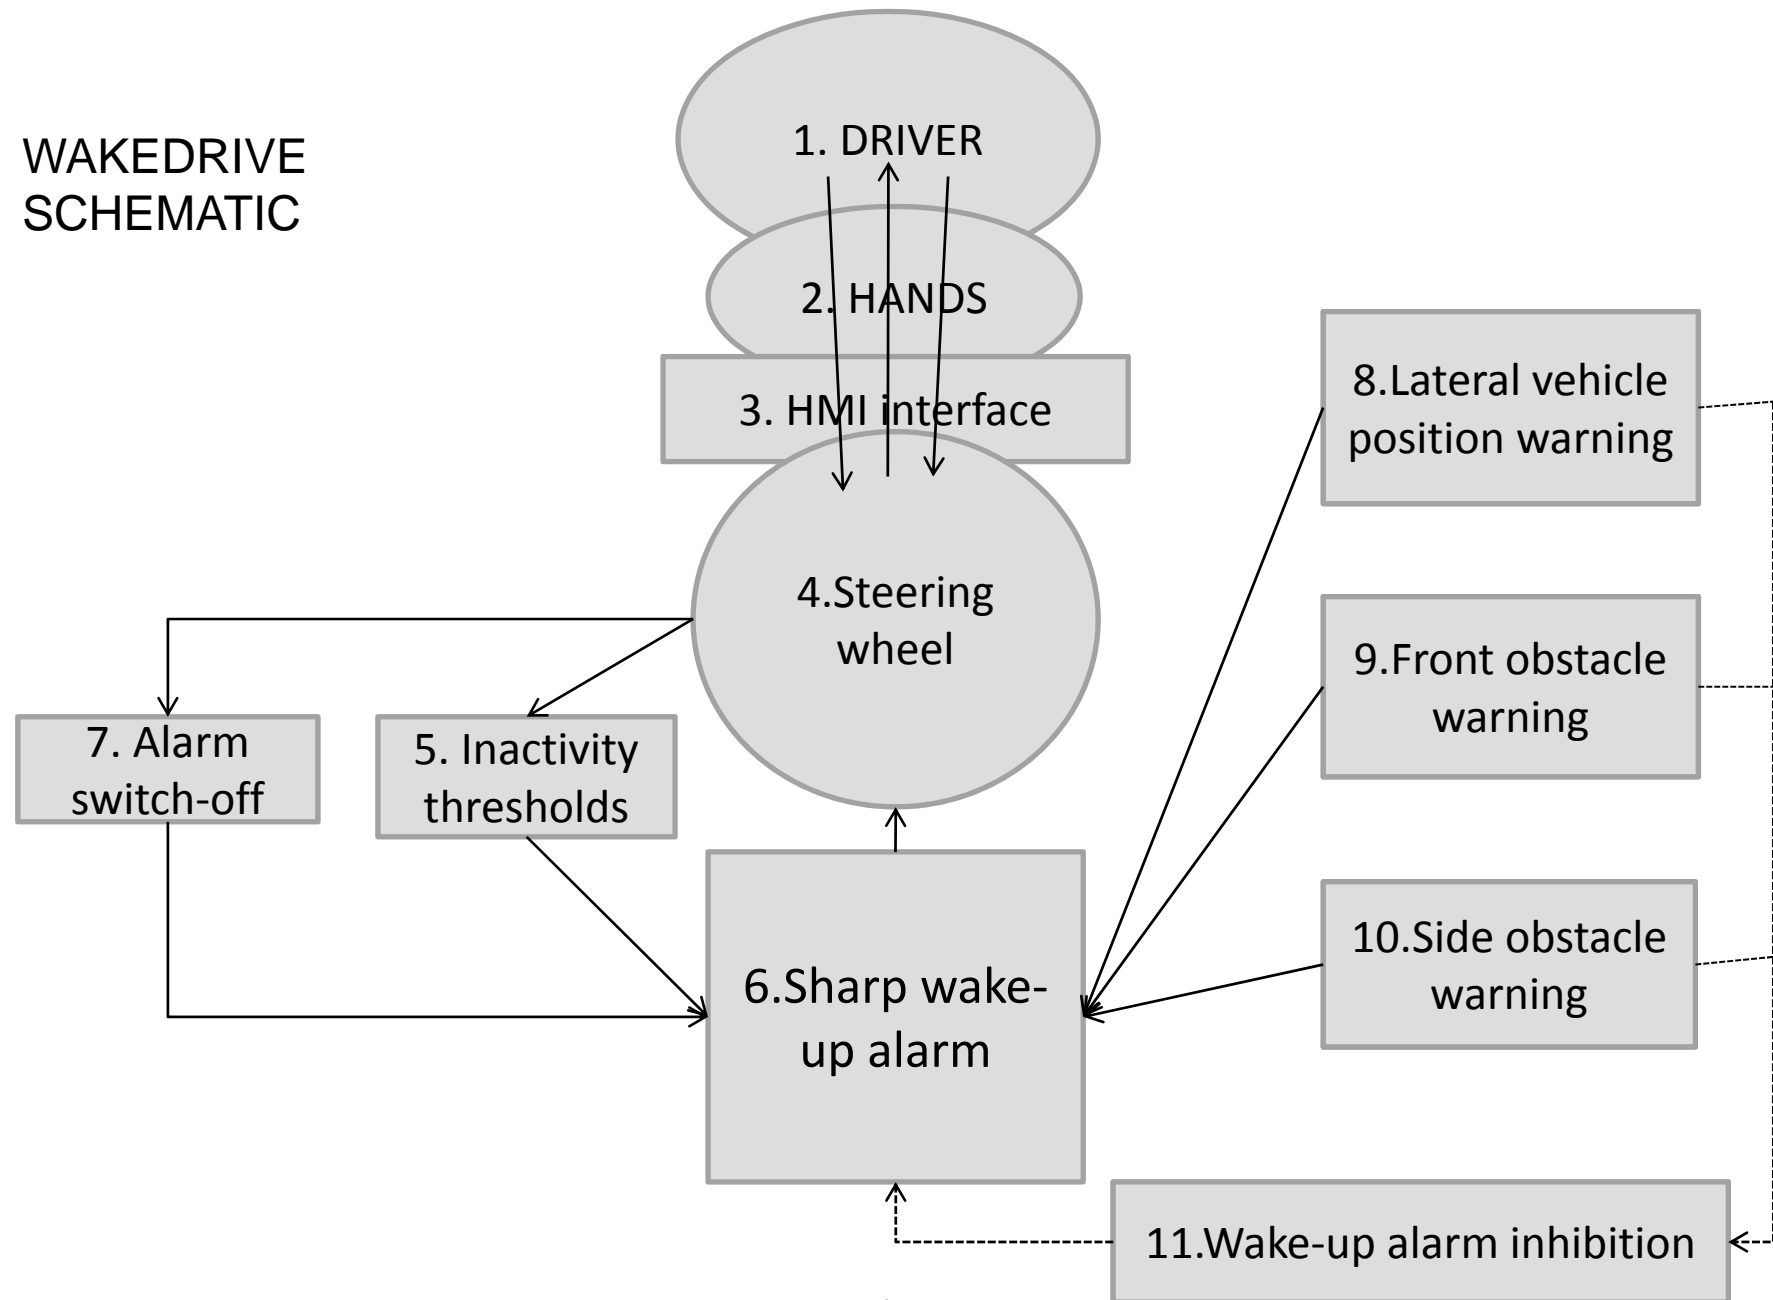 WAKEDRIVE
SCHEMATIC
1. DRIVER
2. HANDS
3. HMI interface
4.Steering
wheel
7. Alarm
switch-off
5. Inactivity
thresholds
6.Sharp wake-
up alarm
8.Lateral vehicle
position warning
9.Front obstacle
warning
10.Side obstacle
warning
11.Wake-up alarm inhibition